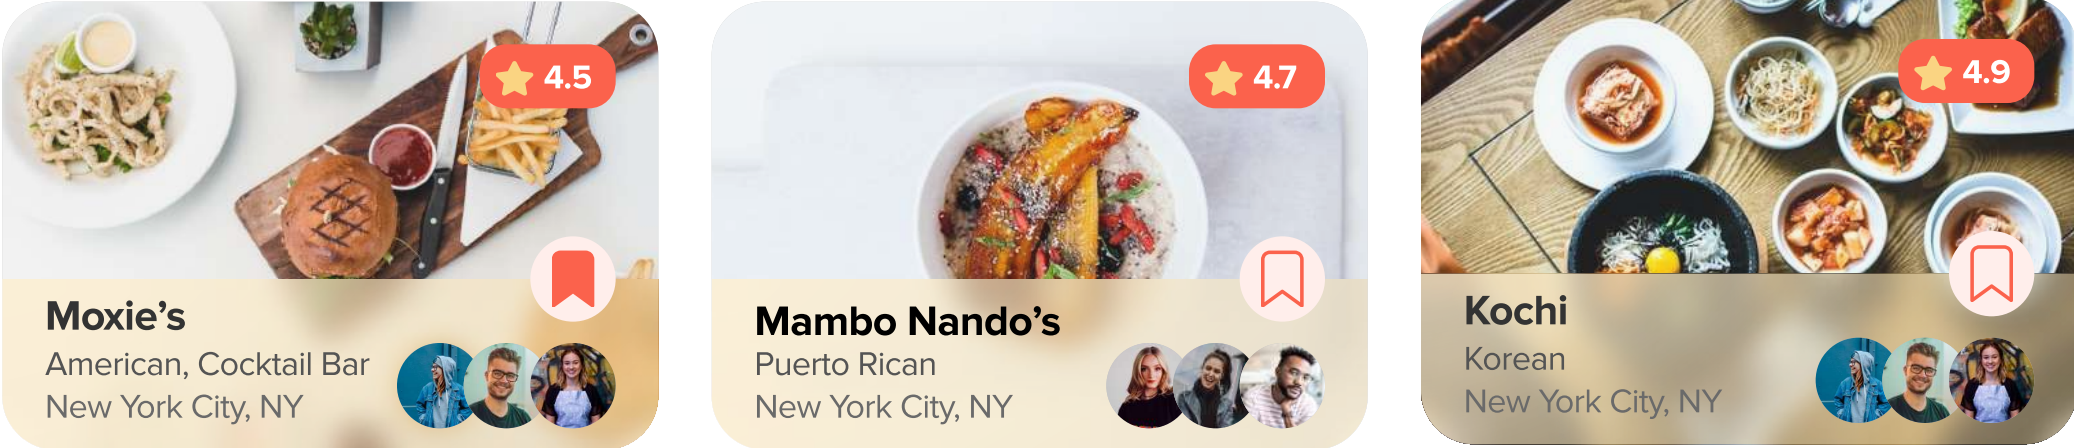 4.5
Moxie’s
American, Cocktail Bar
New York City, NY
4.7
Mambo Nando’s
Puerto Rican
New York City, NY
4.9
Kochi
Korean
New York City, NY